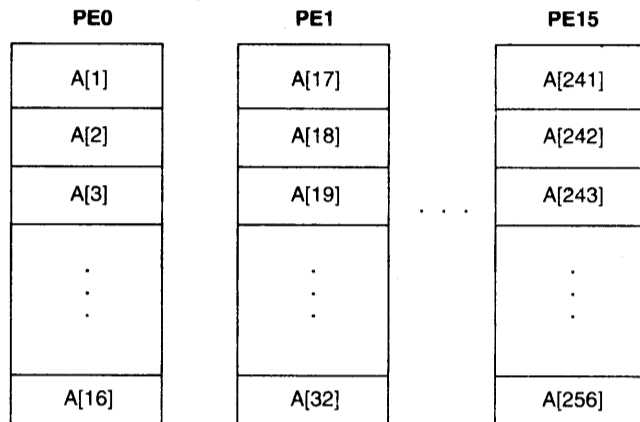 PE0 PE1 PE15
A[1] A[17] A[241]
A[2] A[18] A[242]
A[3] A[19] A[243]
. . .
A[16] A[32] A[256]